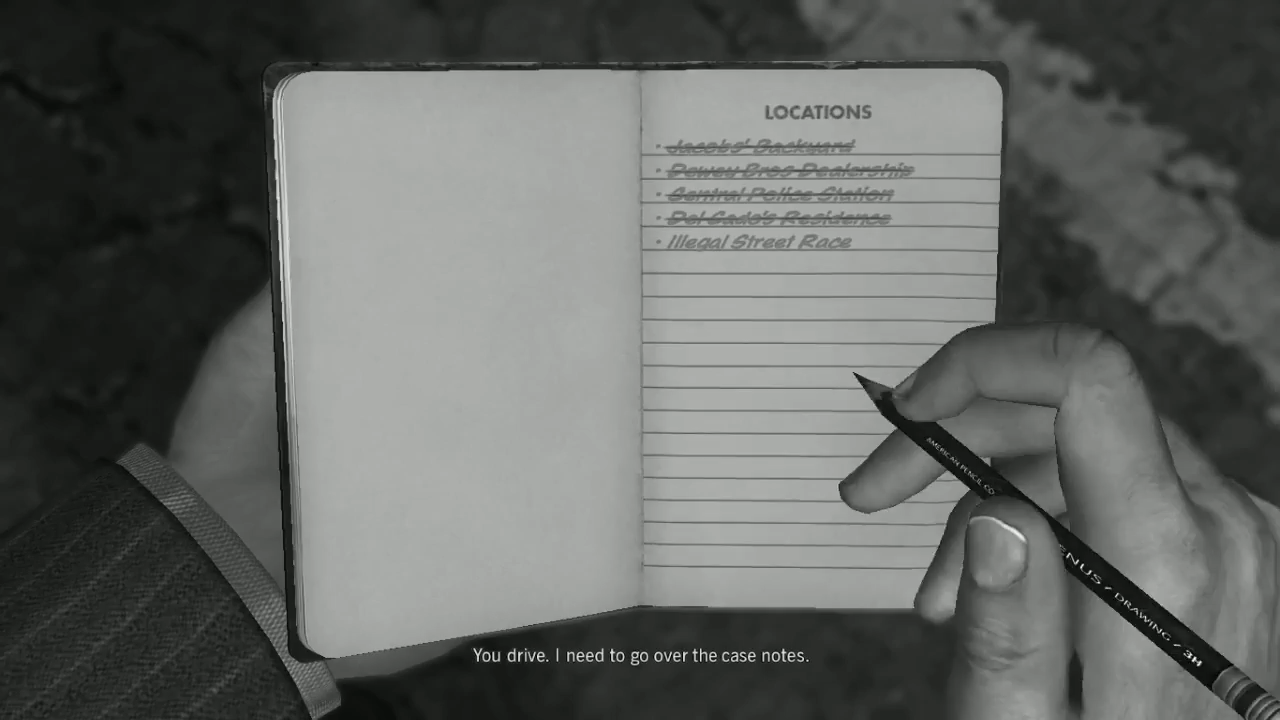 LOCATIONS
• Jacobs' Backyard
• Dewey Bros Dealership
• Central Police Station
• Del Gado's Residence
• Illegal Street Race
AMERICAN PENCIL CO
ENUS / DRAWING / 3H
You drive. I need to go over the case notes.